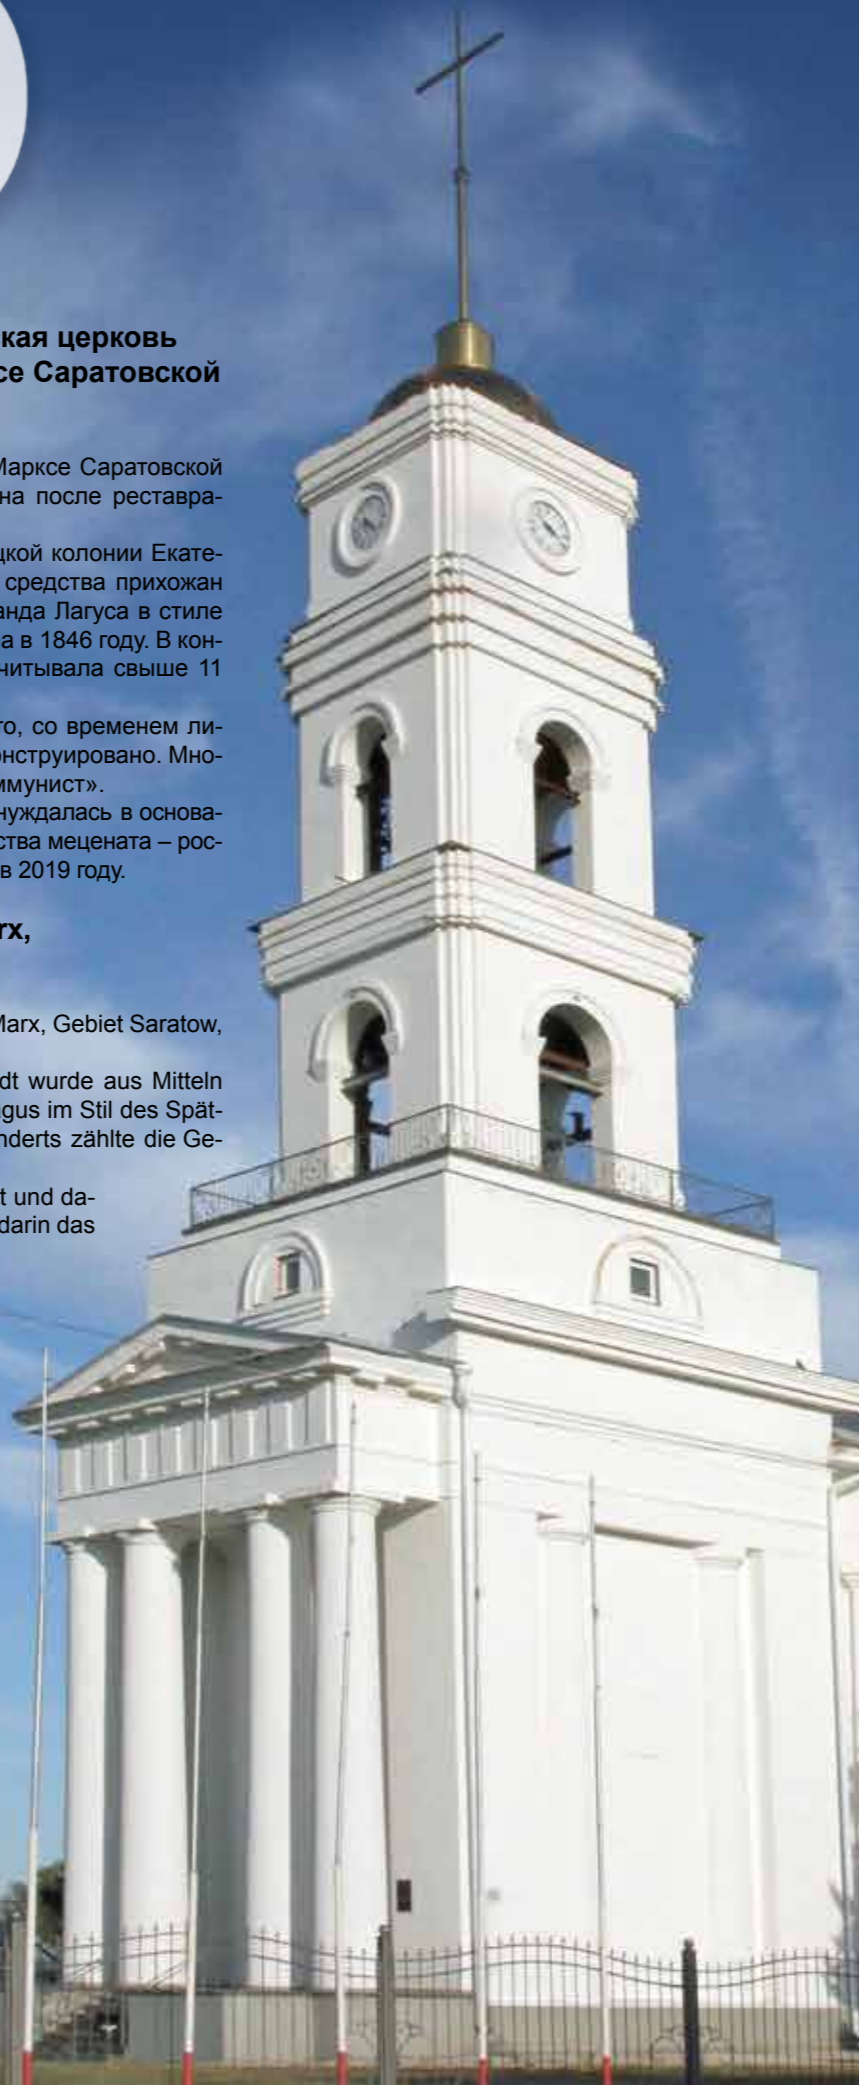 кая церковь
се Саратовской
Марксе Саратовской
на после реставра-
цкой колонии Екате-
средства прихожан
анда Лагуса в стиле
а в 1846 году. В кон-
считывала свыше 11
го, со временем ли-
онструировано. Мно-
ммунист».
нуждалась в основа-
ства мецената – рос-
в 2019 году.
rx,
Marx, Gebiet Saratow,
dt wurde aus Mitteln
agus im Stil des Spät-
nderts zählte die Ge-
t und da-
darin das